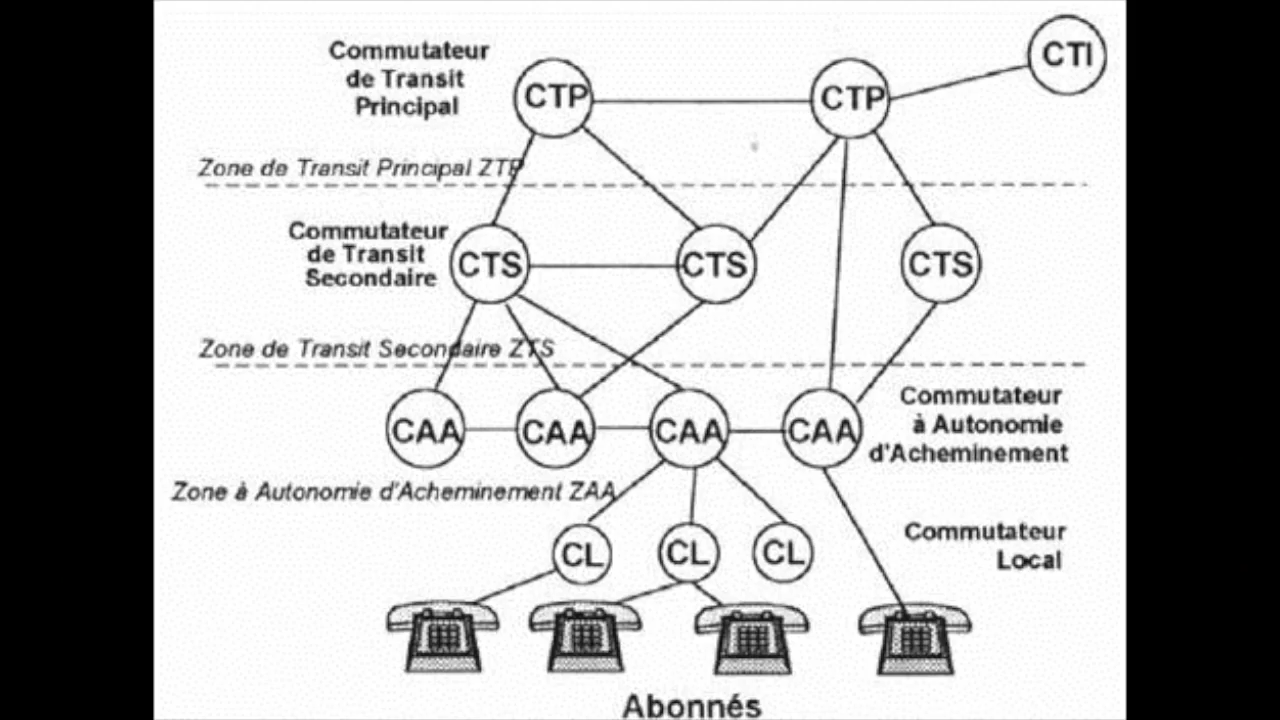 Commutateur
de Transit
Principal
CTP
CTP
CTI
Zone de Transit Principal ZTP
Commutateur
de Transit
Secondaire
CTS
CTS
CTS
Zone de Transit Secondaire ZTS
CAA
CAA
CAA
CAA
Commutateur
à Autonomie
d'Acheminement
Zone à Autonomie d'Acheminement ZAA
CL
CL
CL
Commutateur
Local
Abonnés